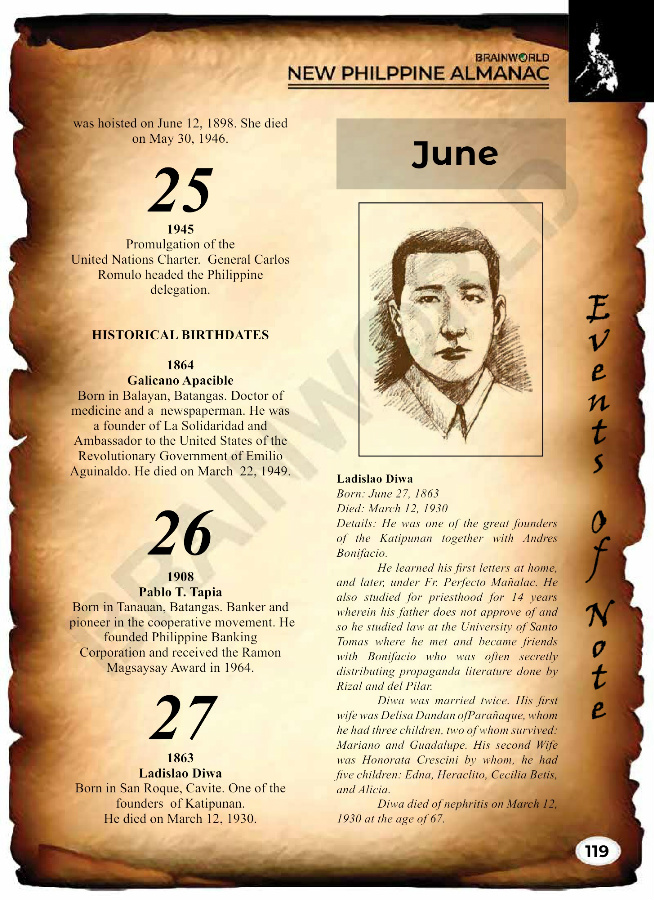 BRAINWORLD
NEW PHILPPINE ALMANAC
was hoisted on June 12, 1898. She died
on May 30, 1946.
25
1945
Promulgation of the
United Nations Charter. General Carlos
Romulo headed the Philippine
delegation.
HISTORICAL BIRTHDATES
1864
Galicano Apacible
Born in Balayan, Batangas. Doctor of
medicine and a newspaperman. He was
a founder of La Solidaridad and
Ambassador to the United States of the
Revolutionary Government of Emilio
Aguinaldo. He died on March 22, 1949.
26
1908
Pablo T. Tapia
Born in Tanauan, Batangas. Banker and
pioneer in the cooperative movement. He
founded Philippine Banking
Corporation and received the Ramon
Magsaysay Award in 1964.
27
1863
Ladislao Diwa
Born in San Roque, Cavite. One of the
founders of Katipunan.
He died on March 12, 1930.
June
Ladislao Diwa
Born: June 27, 1863
Died: March 12, 1930
Details: He was one of the great founders
of the Katipunan together with Andres
Bonifacio.
He learned his first letters at home,
and later, under Fr. Perfecto Mañalac. He
also studied for priesthood for 14 years
wherein his father does not approve of and
so he studied law at the University of Santo
Tomas where he met and became friends
with Bonifacio who was often secretly
distributing propaganda literature done by
Rizal and del Pilar.
Diwa was married twice. His first
wife was Delisa Dandan ofParañaque, whom
he had three children, two of whom survived:
Mariano and Guadalupe. His second Wife
was Honorata Crescini by whom, he had
five children: Edna, Heraclito, Cecilia Betis,
and Alicia.
Diwa died of nephritis on March 12,
1930 at the age of 67.
Events of Note
119
BRAINWORLD